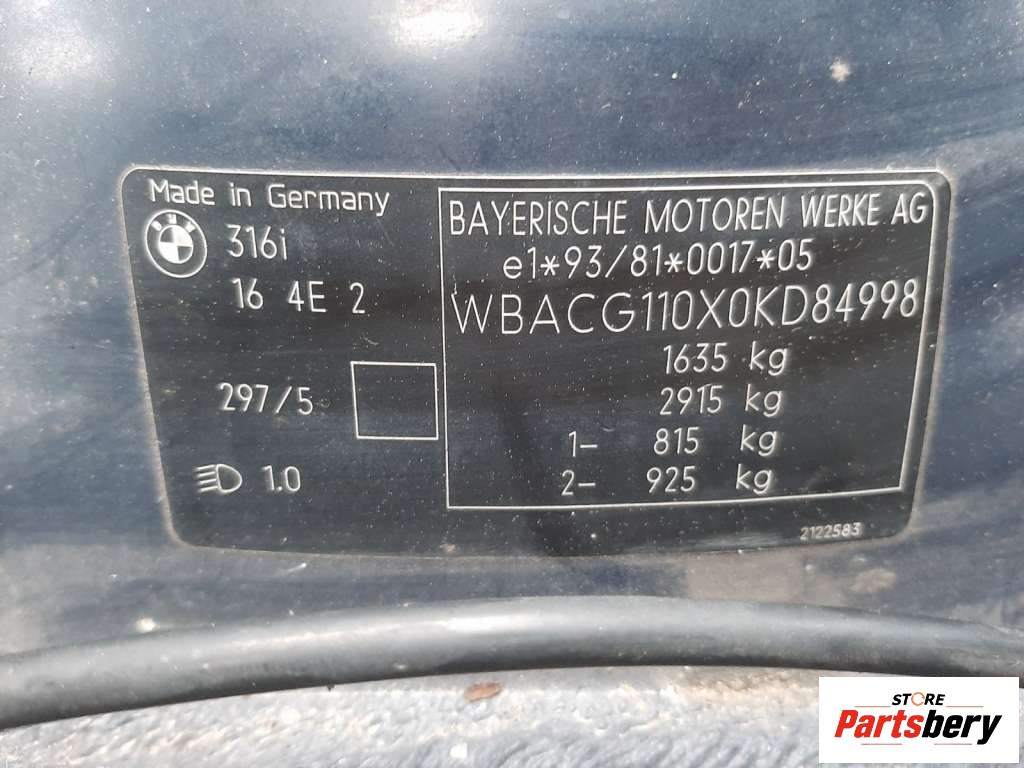 Made in Germany
316i
16 4E 2
297/5
1.0
BAYERISCHE MOTOREN WERKE AG
e1*93/81*0017*05
WBACG110X0KD84998
1635 kg
2915 kg
1- 815 kg
2- 925 kg
2122583
STORE
Partsbery